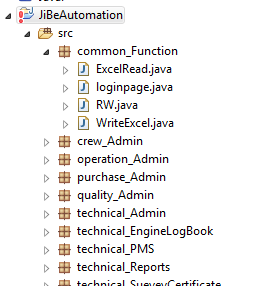 JiBeAutomation
src
common_Function
ExcelRead.java
loginpage.java
RW.java
WriteExcel.java
crew_Admin
operation_Admin
purchase_Admin
quality_Admin
technical_Admin
technical_EngineLogBook
technical_PMS
technical_Reports
technical_SueveyCertificate